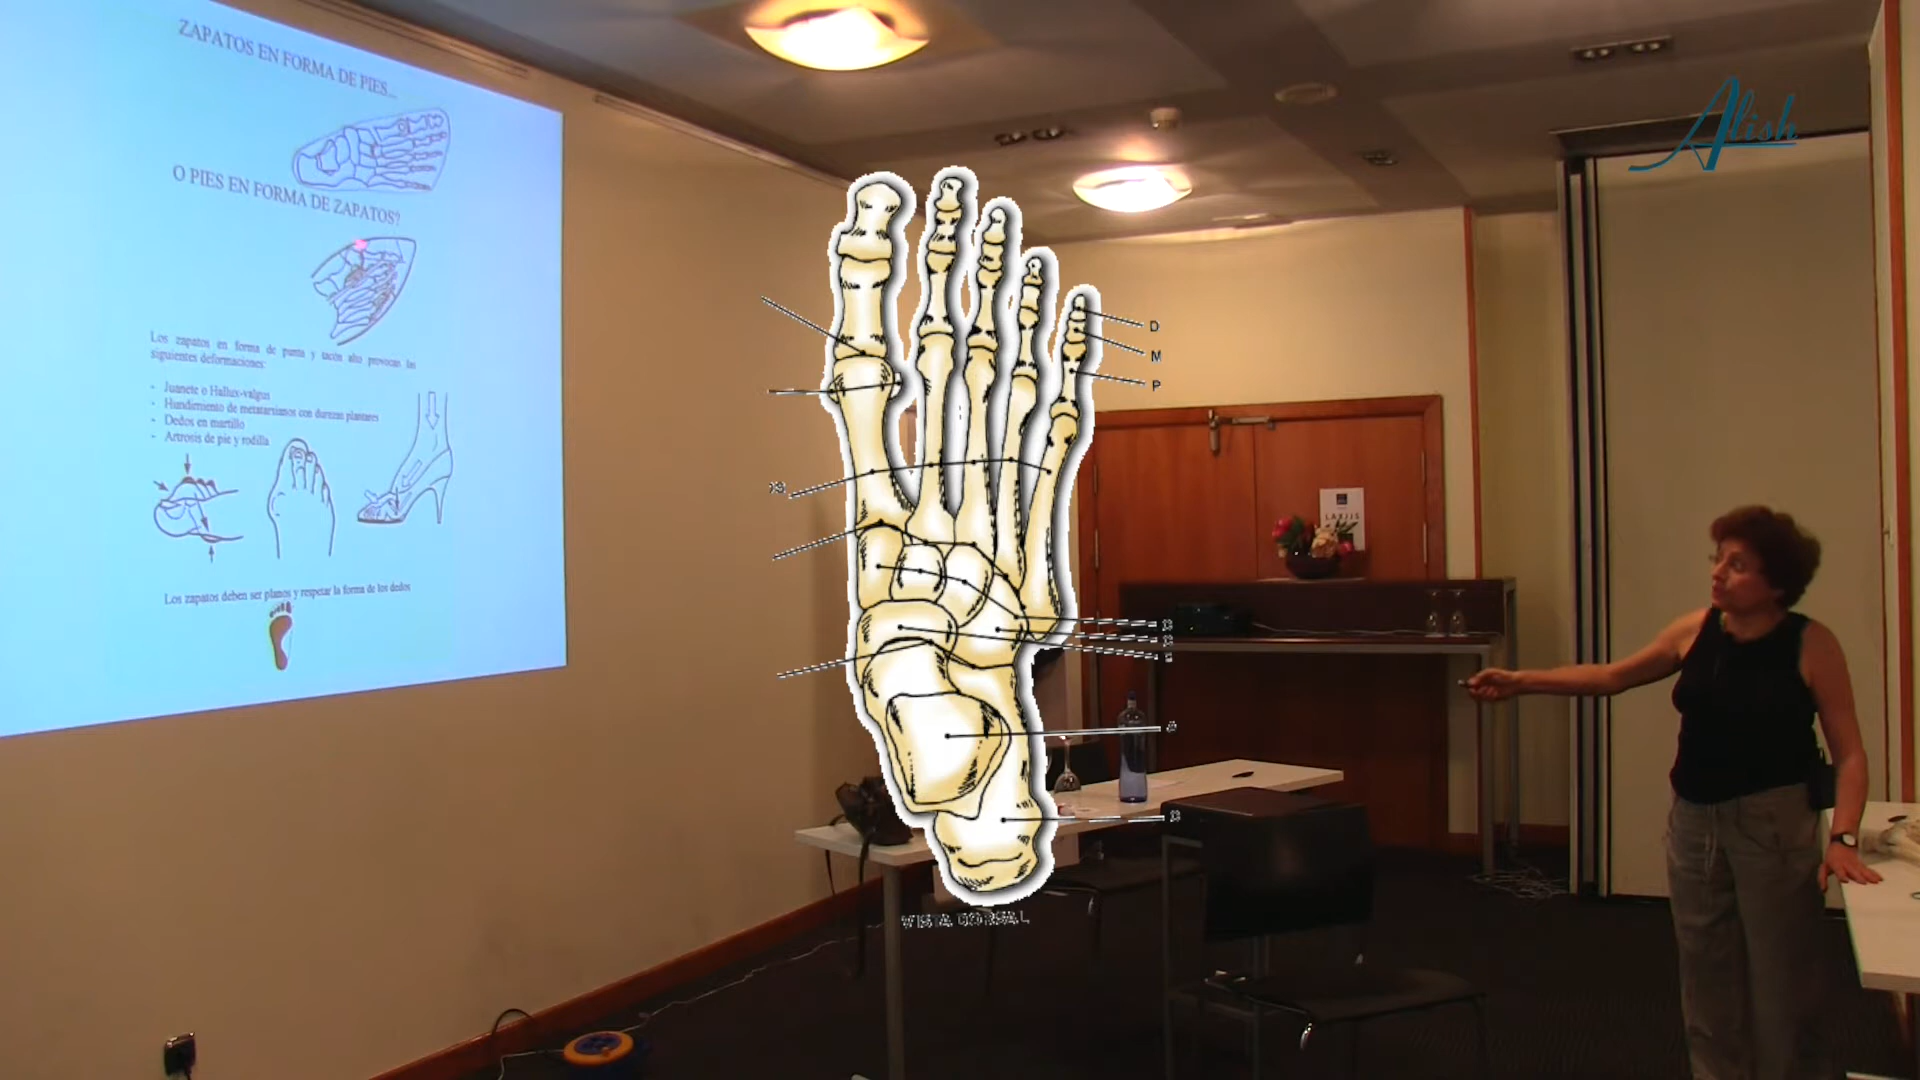 ZAPATOS EN FORMA DE PIES...
O PIES EN FORMA DE ZAPATOS?
Los zapatos en forma de punta y tacón alto provocan las
siguientes deformaciones:
- Juanete o Hallux-valgus
- Hundimiento de metatarsianos con durezas plantares
- Dedos en martillo
- Artrosis de pie y rodilla
Los zapatos deben ser planos y respetar la forma de los dedos
Alish
D
M
P
VISTA DORSAL